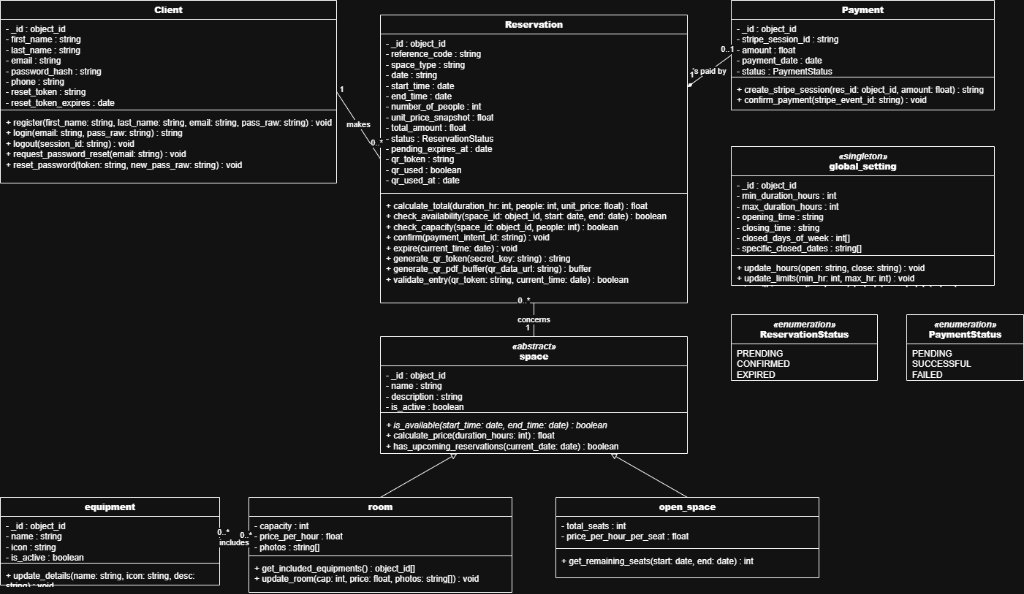 Client
- _id : object_id
- first_name : string
- last_name : string
- email : string
- password_hash : string
- phone : string
- reset_token : string
- reset_token_expires : date
+ register(first_name: string, last_name: string, email: string, pass_raw: string) : void
+ login(email: string, pass_raw: string) : string
+ logout(session_id: string) : void
+ request_password_reset(email: string) : void
+ reset_password(token: string, new_pass_raw: string) : void
1
makes
0..*
Reservation
- _id : object_id
- reference_code : string
- space_type : string
- date : string
- start_time : date
- end_time : date
- number_of_people : int
- unit_price_snapshot : float
- total_amount : float
- status : ReservationStatus
- pending_expires_at : date
- qr_token : string
- qr_used : boolean
- qr_used_at : date
+ calculate_total(duration_hr: int, people: int, unit_price: float) : float
+ check_availability(space_id: object_id, start: date, end: date) : boolean
+ check_capacity(space_id: object_id, people: int) : boolean
+ confirm(payment_intent_id: string) : void
+ expire(current_time: date) : void
+ generate_qr_token(secret_key: string) : string
+ generate_qr_pdf_buffer(qr_data_url: string) : buffer
+ validate_entry(qr_token: string, current_time: date) : boolean
0..1
is paid by
1
Payment
- _id : object_id
- stripe_session_id : string
- amount : float
- payment_date : date
- status : PaymentStatus
+ create_stripe_session(res_id: object_id, amount: float) : string
+ confirm_payment(stripe_event_id: string) : void
«singleton»
global_setting
- _id : object_id
- min_duration_hours : int
- max_duration_hours : int
- opening_time : string
- closing_time : string
- closed_days_of_week : int[]
- specific_closed_dates : string[]
+ update_hours(open: string, close: string) : void
+ update_limits(min_hr: int, max_hr: int) : void
0..*
concerns
1
«enumeration»
ReservationStatus
PRENDING
CONFIRMED
EXPIRED
«enumeration»
PaymentStatus
PENDING
SUCCESSFUL
FAILED
«abstract»
space
- _id : object_id
- name : string
- description : string
- is_active : boolean
+ is_available(start_time: date, end_time: date) : boolean
+ calculate_price(duration_hours: int) : float
+ has_upcoming_reservations(current_date: date) : boolean
equipment
- _id : object_id
- name : string
- icon : string
- is_active : boolean
+ update_details(name: string, icon: string, desc:
string) : void
0..*
0..*
includes
room
- capacity : int
- price_per_hour : float
- photos : string[]
+ get_included_equipments() : object_id[]
+ update_room(cap: int, price: float, photos: string[]) : void
open_space
- total_seats : int
- price_per_hour_per_seat : float
+ get_remaining_seats(start: date, end: date) : int